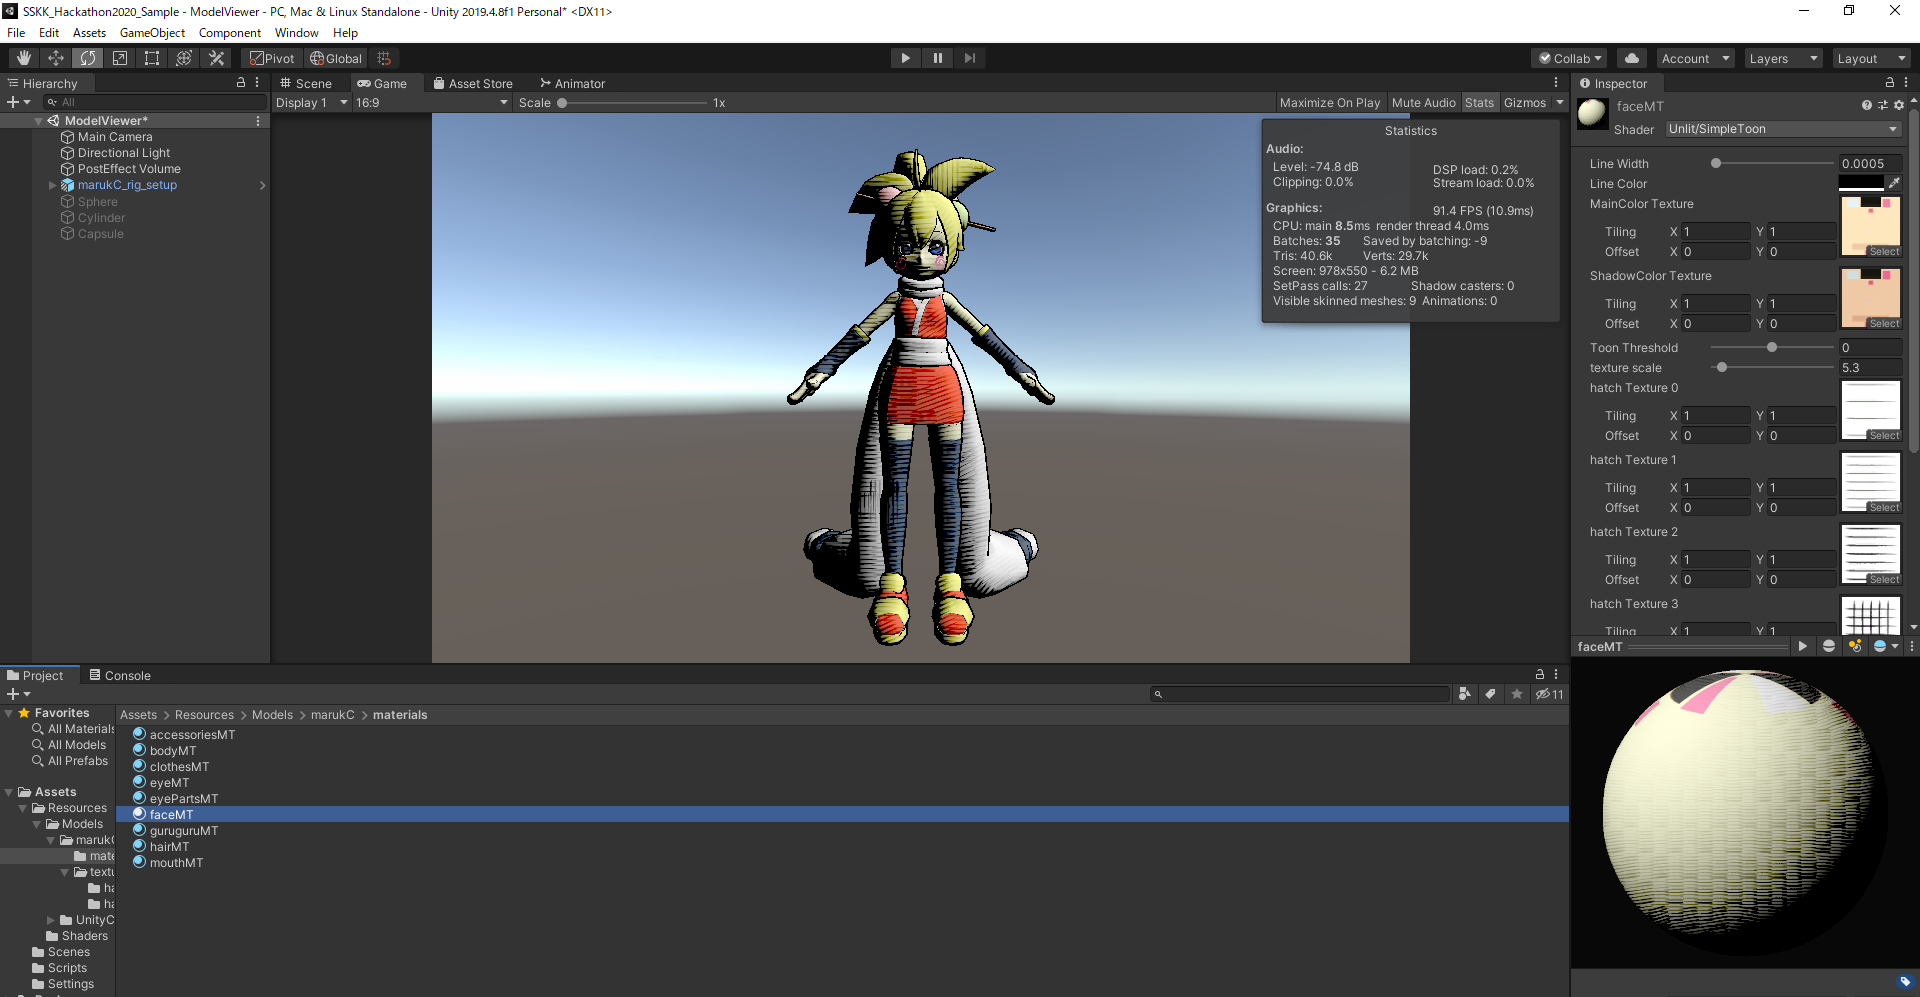 SSKK_Hackathon2020_Sample - ModelViewer - PC, Mac & Linux Standalone - Unity 2019.4.8f1 Personal* <DX11>
File Edit Assets GameObject Component Window Help
Pivot Global Collab Account Layers Layout
Hierarchy
All
ModelViewer*
Main Camera
Directional Light
PostEffect Volume
marukC_rig_setup
Sphere
Cylinder
Capsule
Scene Game Asset Store Animator
Display 1 16:9 Scale 1x Maximize On Play Mute Audio Stats Gizmos
Statistics
Audio:
Level: -74.8 dB DSP load: 0.2%
Clipping: 0.0% Stream load: 0.0%
Graphics: 91.4 FPS (10.9ms)
CPU: main 8.5ms render thread 4.0ms
Batches: 35 Saved by batching: -9
Tris: 40.6k Verts: 29.7k
Screen: 978x550 - 6.2 MB
SetPass calls: 27 Shadow casters: 0
Visible skinned meshes: 9 Animations: 0
Inspector
faceMT
Shader Unlit/SimpleToon
Line Width 0.0005
Line Color
MainColor Texture
Tiling X 1 Y 1
Offset X 0 Y 0 Select
ShadowColor Texture
Tiling X 1 Y 1
Offset X 0 Y 0 Select
Toon Threshold 0
texture scale 5.3
hatch Texture 0
Tiling X 1 Y 1
Offset X 0 Y 0 Select
hatch Texture 1
Tiling X 1 Y 1
Offset X 0 Y 0 Select
hatch Texture 2
Tiling X 1 Y 1
Offset X 0 Y 0 Select
hatch Texture 3
Tiling X 1 Y 1
faceMT
Project Console
11
Favorites
All Materials
All Models
All Prefabs
Assets
Resources
Models
maruk
mate
textu
ha
ha
UnityC
Shaders
Scenes
Scripts
Settings
Assets > Resources > Models > marukC > materials
accessoriesMT
bodyMT
clothesMT
eyeMT
eyePartsMT
faceMT
guruguruMT
hairMT
mouthMT